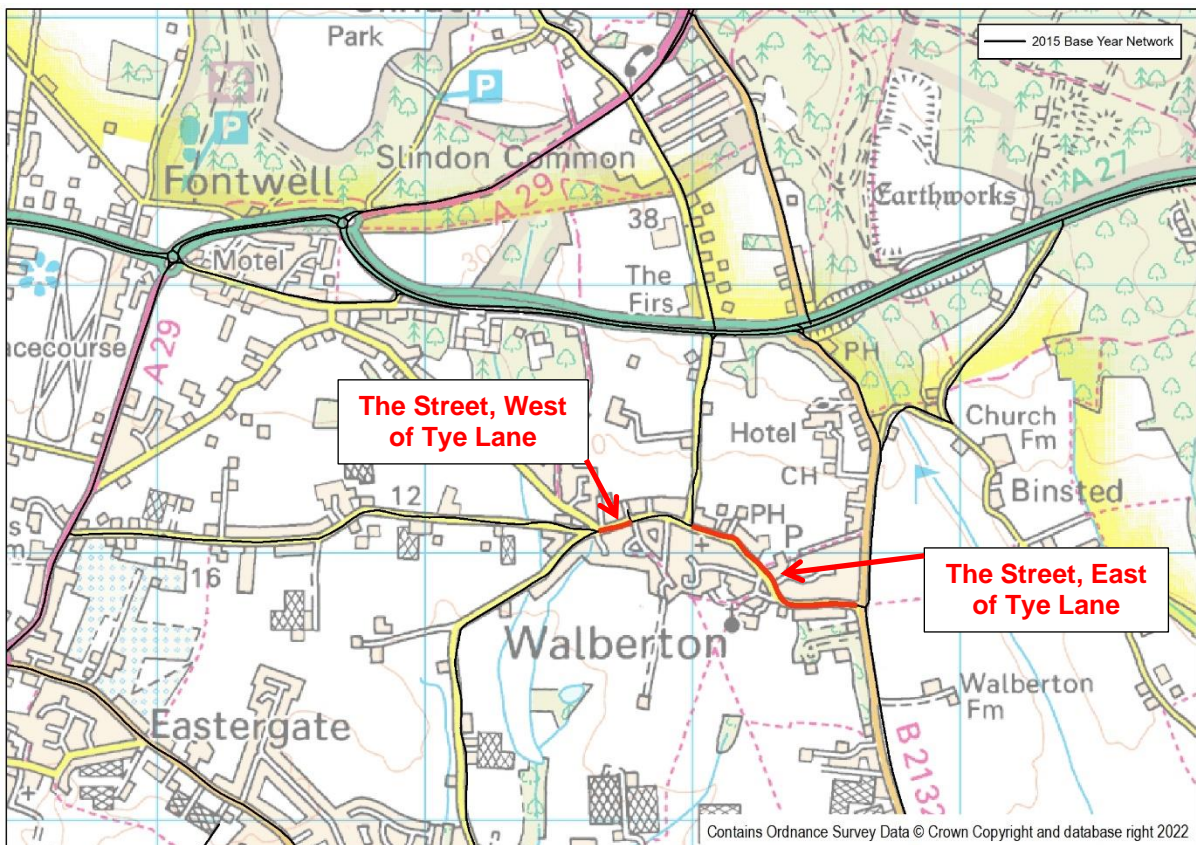 Park
2015 Base Year Network
P
P
Slindon Common
Fontwell
A 29
Earthworks
A 27
38
30
Motel
The
Firs
acecourse
A 29
PH
The Street, West
of Tye Lane
Hotel
Church
Fm
CH
12
Binsted
PH
P
16
The Street, East
of Tye Lane
Walberton
Walberton
Fm
Eastergate
B 2132
Contains Ordnance Survey Data © Crown Copyright and database right 2022